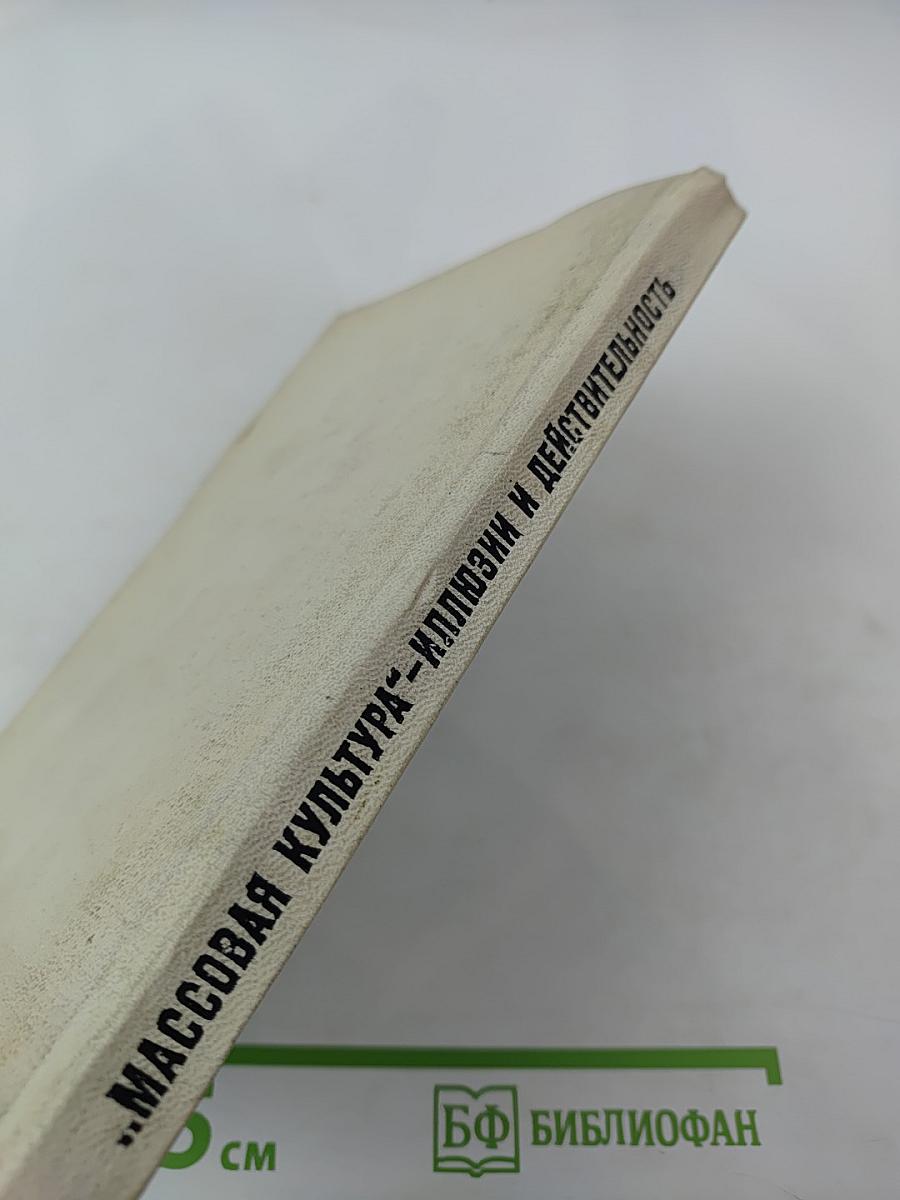 „МАССОВАЯ КУЛЬТУРА“–ИЛЛЮЗИИ И ДЕЙСТВИТЕЛЬНОСТЬ
см
БФ БИБЛИОФАН